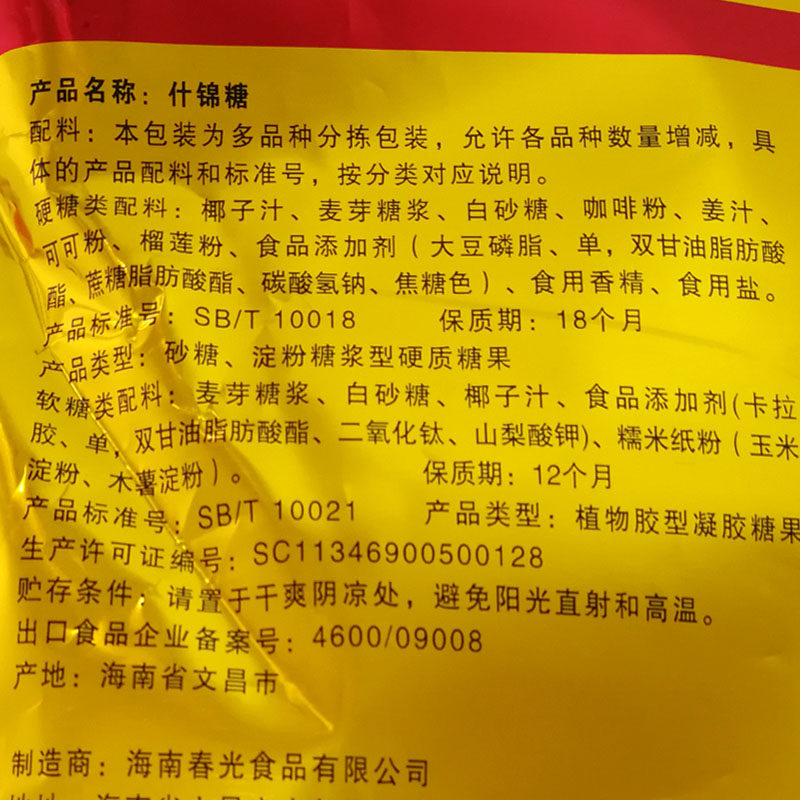 产品名称：什锦糖
配料：本包装为多品种分拣包装，允许各品种数量增减，具
体的产品配料和标准号，按分类对应说明。
硬糖类配料：椰子汁、麦芽糖浆、白砂糖、咖啡粉、姜汁、
可可粉、榴莲粉、食品添加剂（大豆磷脂、单，双甘油脂肪酸
酯、蔗糖脂肪酸酯、碳酸氢钠、焦糖色）、食用香精、食用盐。
产品标准号：SB/T 10018 保质期：18个月
产品类型：砂糖、淀粉糖浆型硬质糖果
软糖类配料：麦芽糖浆、白砂糖、椰子汁、食品添加剂(卡拉
胶、单，双甘油脂肪酸酯、二氧化钛、山梨酸钾)、糯米纸粉（玉米
淀粉、木薯淀粉）。 保质期：12个月
产品标准号：SB/T 10021 产品类型：植物胶型凝胶糖果
生产许可证编号：SC11346900500128
贮存条件：请置于干爽阴凉处，避免阳光直射和高温。
出口食品企业备案号：4600/09008
产地：海南省文昌市
制造商：海南春光食品有限公司